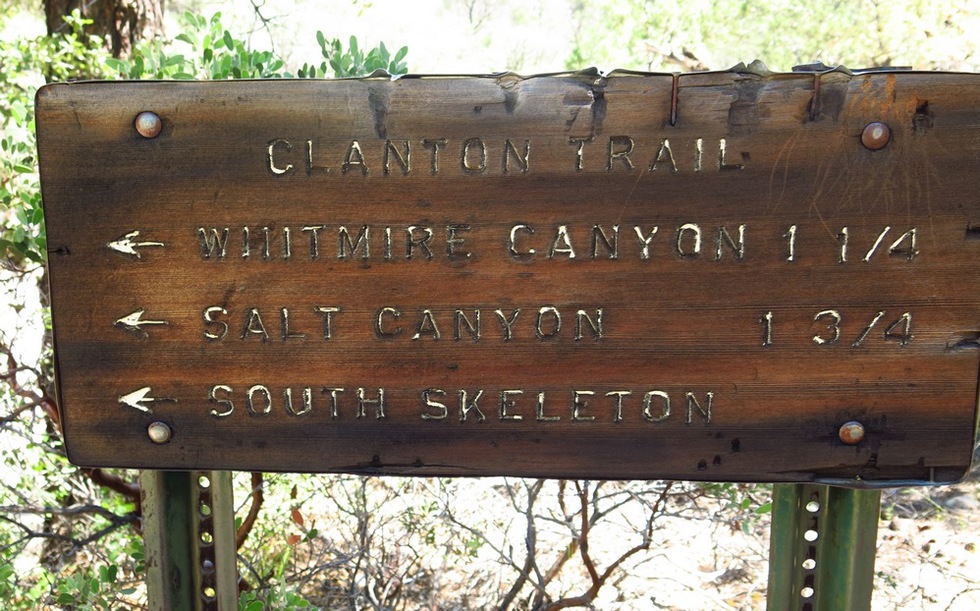 CLANTON TRAIL
← WHITMIRE CANYON 1 1/4
← SALT CANYON 1 3/4
← SOUTH SKELETON